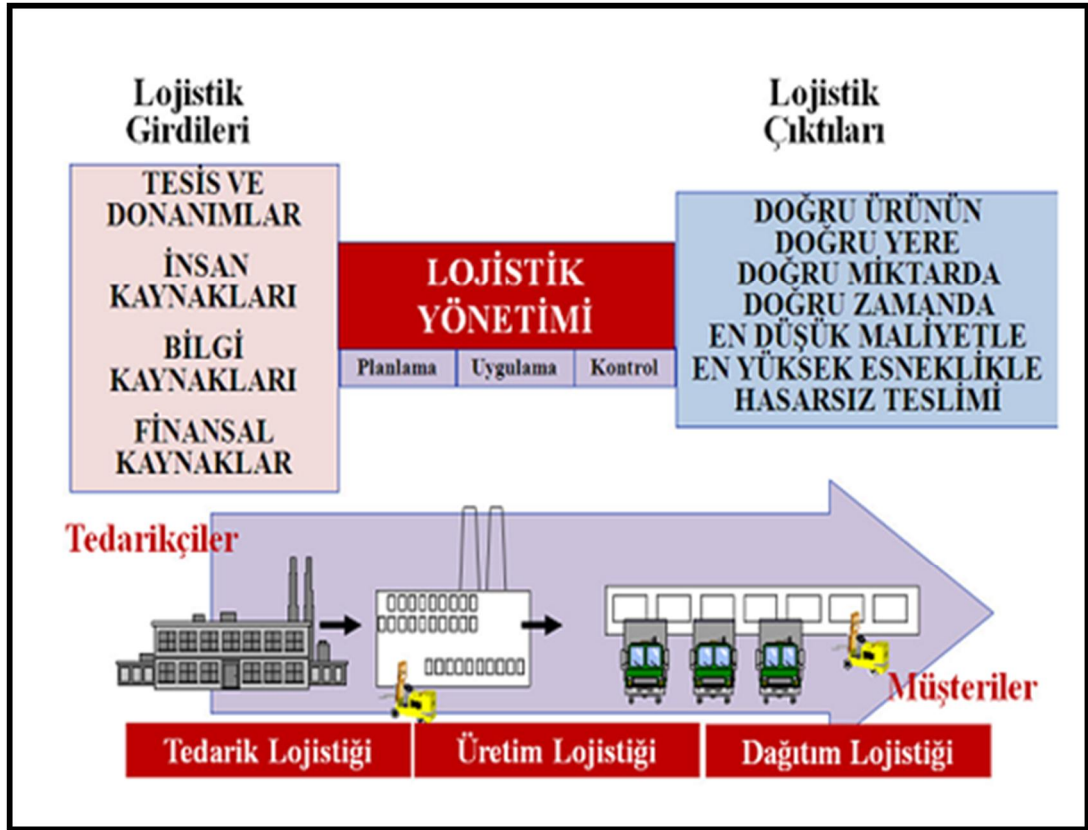 Lojistik
Girdileri
TESİS VE
DONANIMLAR
İNSAN
KAYNAKLARI
BİLGİ
KAYNAKLARI
FİNANSAL
KAYNAKLAR
LOJİSTİK
YÖNETİMİ
Planlama
Uygulama
Kontrol
Lojistik
Çıktıları
DOĞRU ÜRÜNÜN
DOĞRU YERE
DOĞRU MİKTARDA
DOĞRU ZAMANDA
EN DÜŞÜK MALİYETLE
EN YÜKSEK ESNEKLİKLE
HASARSIZ TESLİMİ
Tedarikçiler
Müşteriler
Tedarik Lojistiği
Üretim Lojistiği
Dağıtım Lojistiği